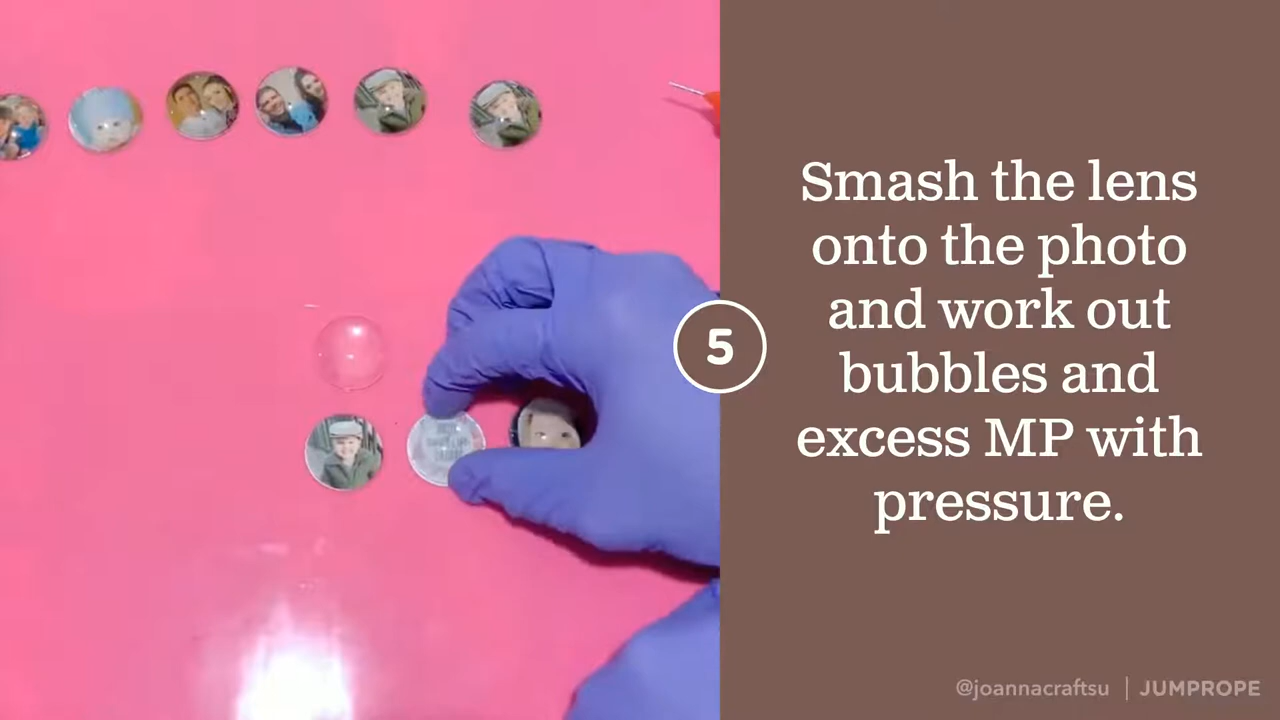 Smash the lens
onto the photo
and work out
5
bubbles and
excess MP with
pressure.
@joannacraftsu | JUMPROPE